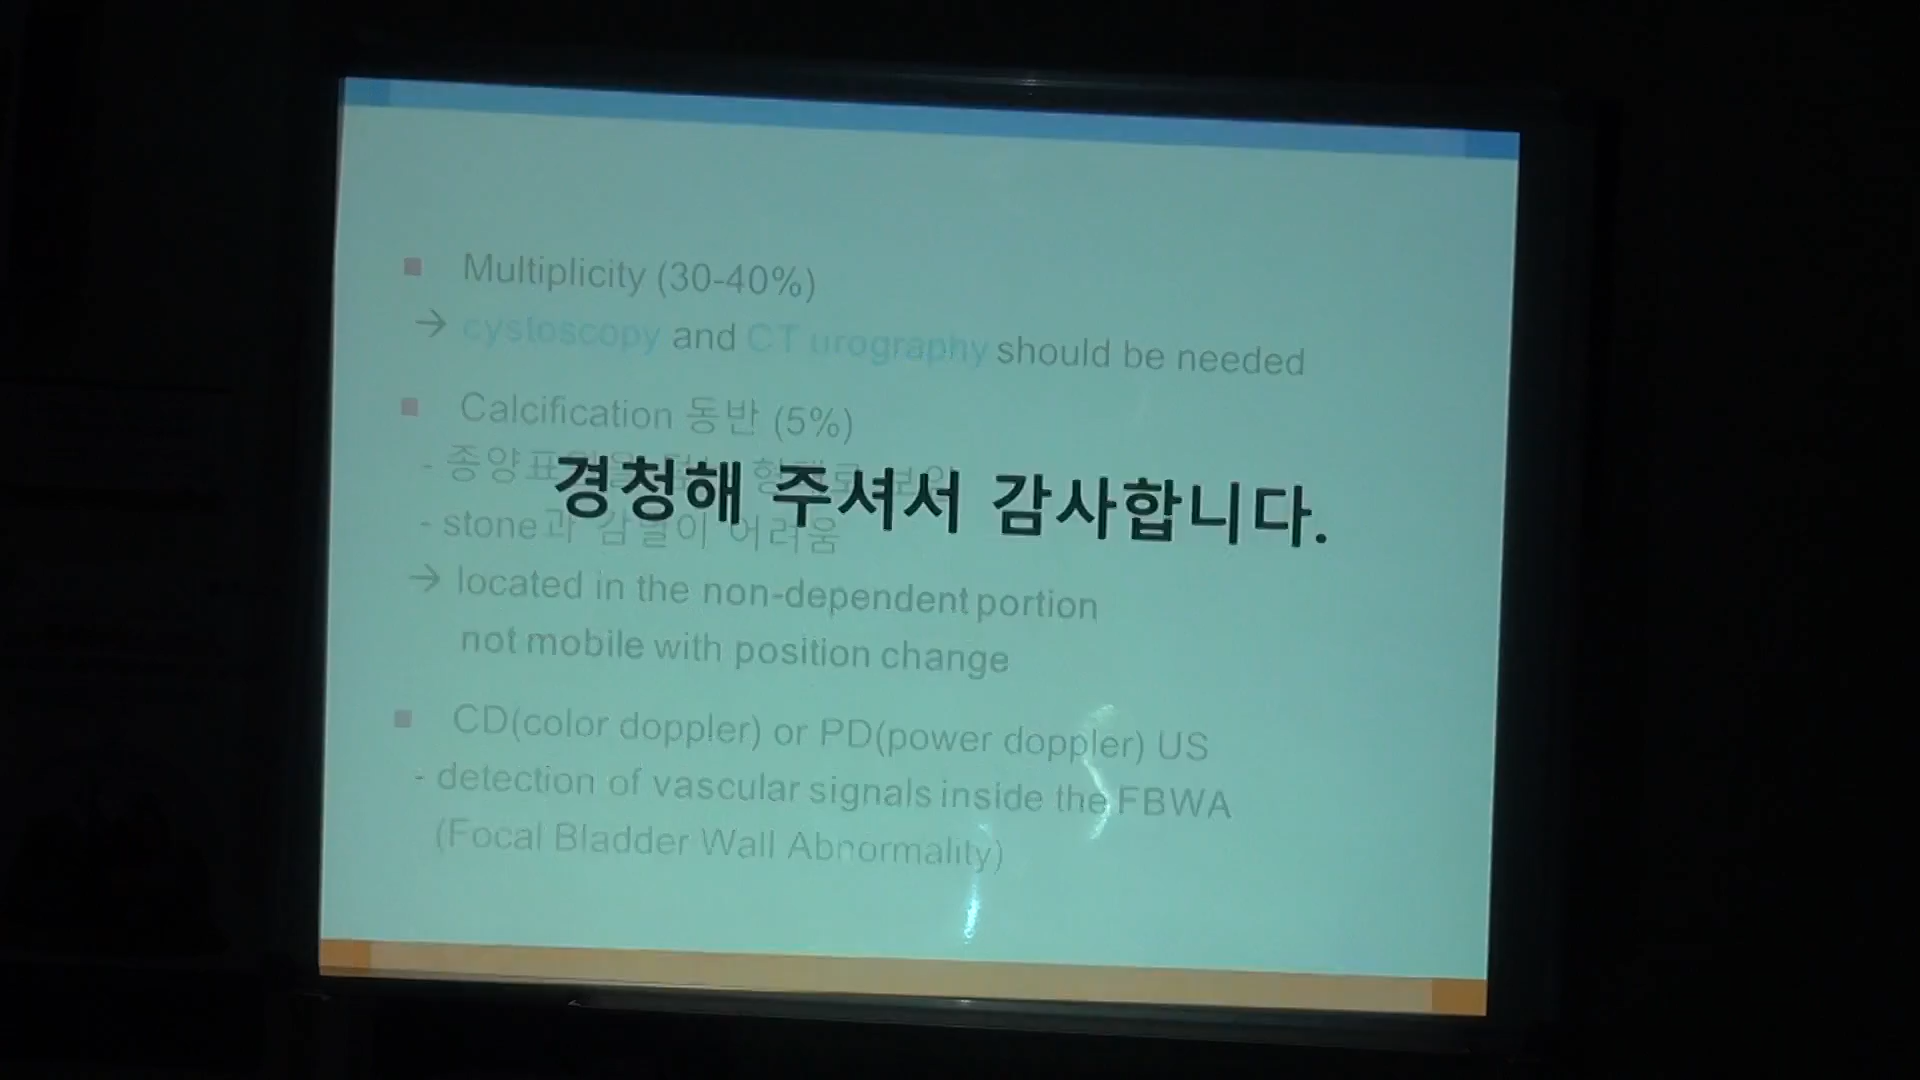 Multiplicity (30-40%)
→ cystoscopy and CT urography should be needed
Calcification 동반 (5%)
- 종양표
경청해 주셔서 감사합니다.
- stone과 감별이 어려움
→ located in the non-dependent portion
not mobile with position change
CD(color doppler) or PD(power doppler) US
- detection of vascular signals inside the FBWA
(Focal Bladder Wall Abnormality)